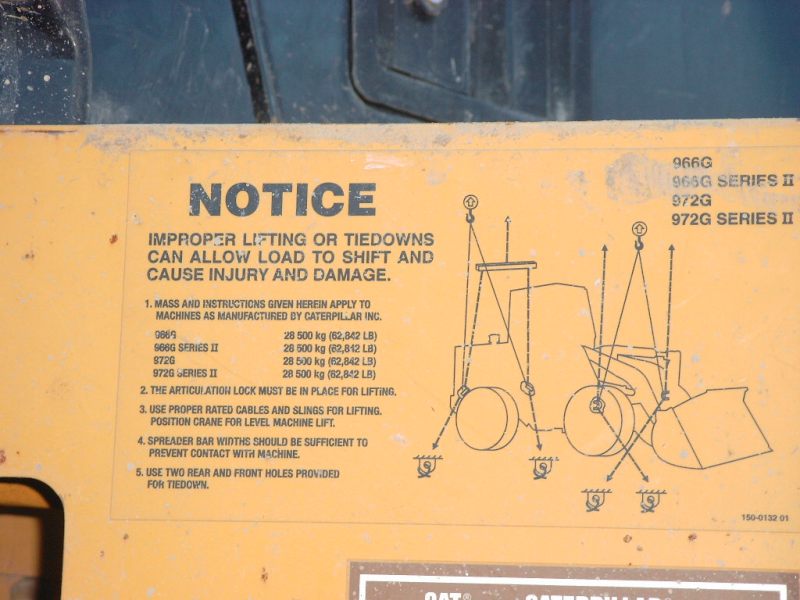 NOTICE
IMPROPER LIFTING OR TIEDOWNS
CAN ALLOW LOAD TO SHIFT AND
CAUSE INJURY AND DAMAGE.
1. MASS AND INSTRUCTIONS GIVEN HEREIN APPLY TO
MACHINES AS MANUFACTURED BY CATERPILLAR INC.
966G 28 500 kg (62,842 LB)
966G SERIES II 28 500 kg (62,842 LB)
972G 28 500 kg (62,842 LB)
972G SERIES II 28 500 kg (62,842 LB)
2. THE ARTICULATION LOCK MUST BE IN PLACE FOR LIFTING.
3. USE PROPER RATED CABLES AND SLINGS FOR LIFTING.
POSITION CRANE FOR LEVEL MACHINE LIFT.
4. SPREADER BAR WIDTHS SHOULD BE SUFFICIENT TO
PREVENT CONTACT WITH MACHINE.
5. USE TWO REAR AND FRONT HOLES PROVIDED
FOR TIEDOWN.
966G
966G SERIES II
972G
972G SERIES II
150-0132 01
CAT® CATERPILLAR®